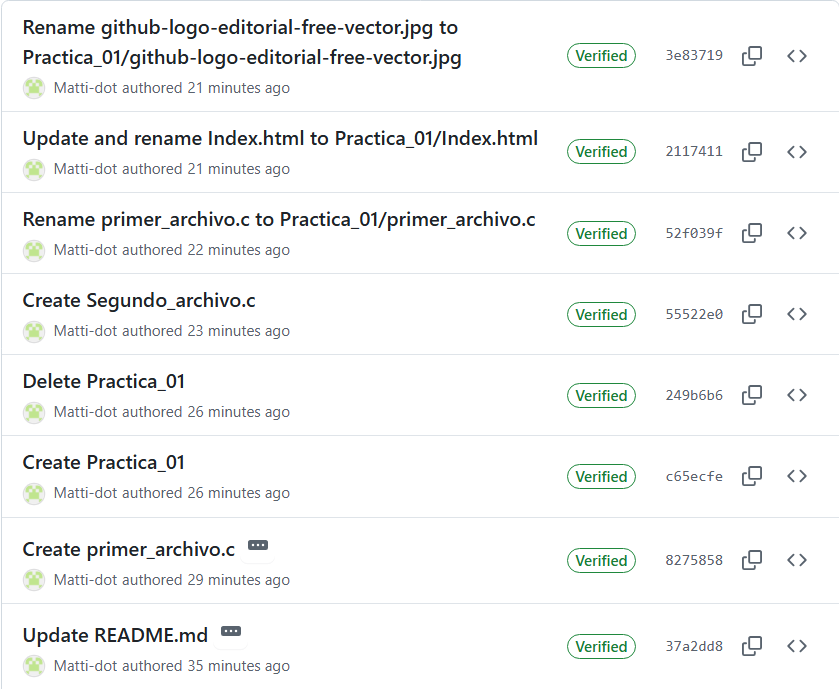 Rename github-logo-editorial-free-vector.jpg to
Practica_01/github-logo-editorial-free-vector.jpg
Verified 3e83719
Matti-dot authored 21 minutes ago
Update and rename Index.html to Practica_01/Index.html
Verified 2117411
Matti-dot authored 21 minutes ago
Rename primer_archivo.c to Practica_01/primer_archivo.c
Verified 52f039f
Matti-dot authored 22 minutes ago
Create Segundo_archivo.c
Verified 55522e0
Matti-dot authored 23 minutes ago
Delete Practica_01
Verified 249b6b6
Matti-dot authored 26 minutes ago
Create Practica_01
Verified c65ecfe
Matti-dot authored 26 minutes ago
Create primer_archivo.c
Verified 8275858
Matti-dot authored 29 minutes ago
Update README.md
Verified 37a2dd8
Matti-dot authored 35 minutes ago